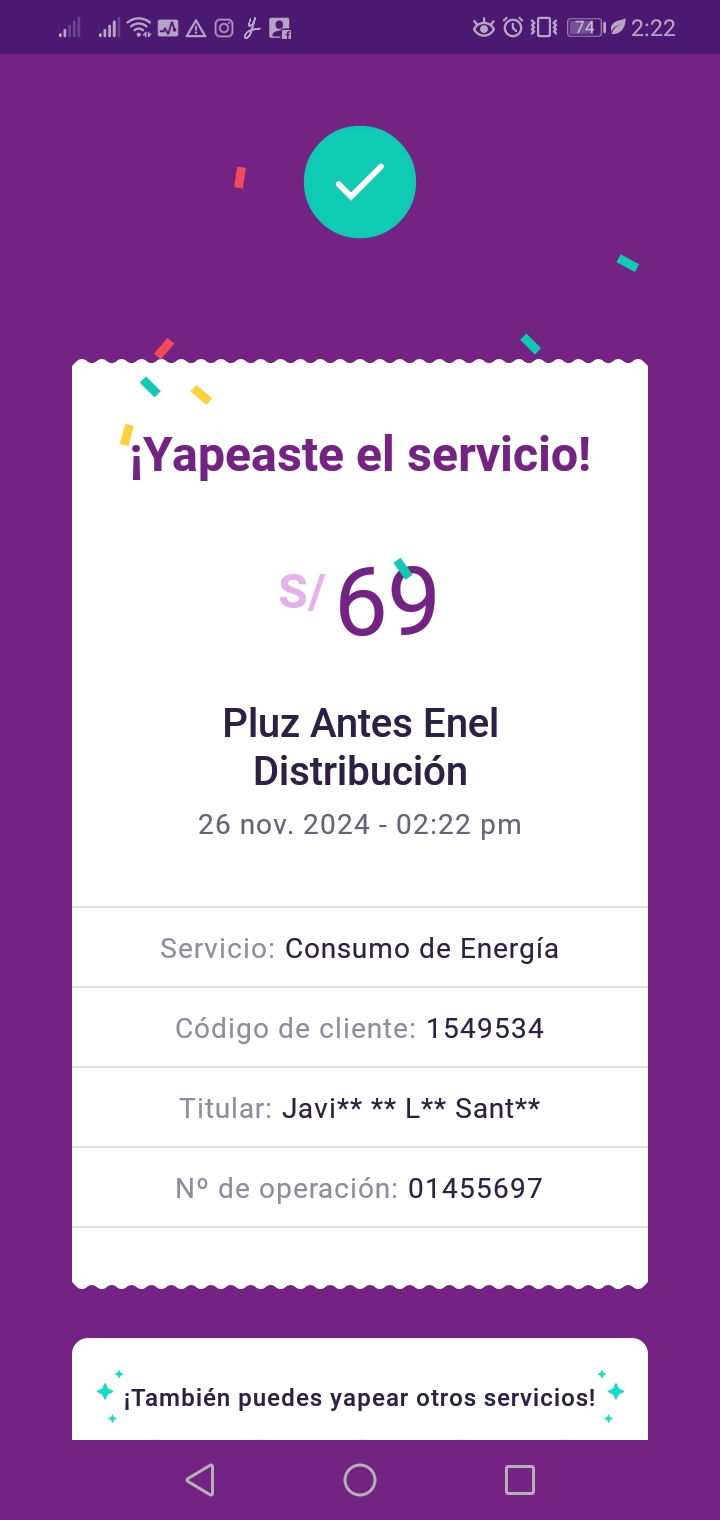 74 2:22
¡Yapeaste el servicio!
S/ 69
Pluz Antes Enel
Distribución
26 nov. 2024 - 02:22 pm
Servicio: Consumo de Energía
Código de cliente: 1549534
Titular: Javi** ** L** Sant**
Nº de operación: 01455697
¡También puedes yapear otros servicios!